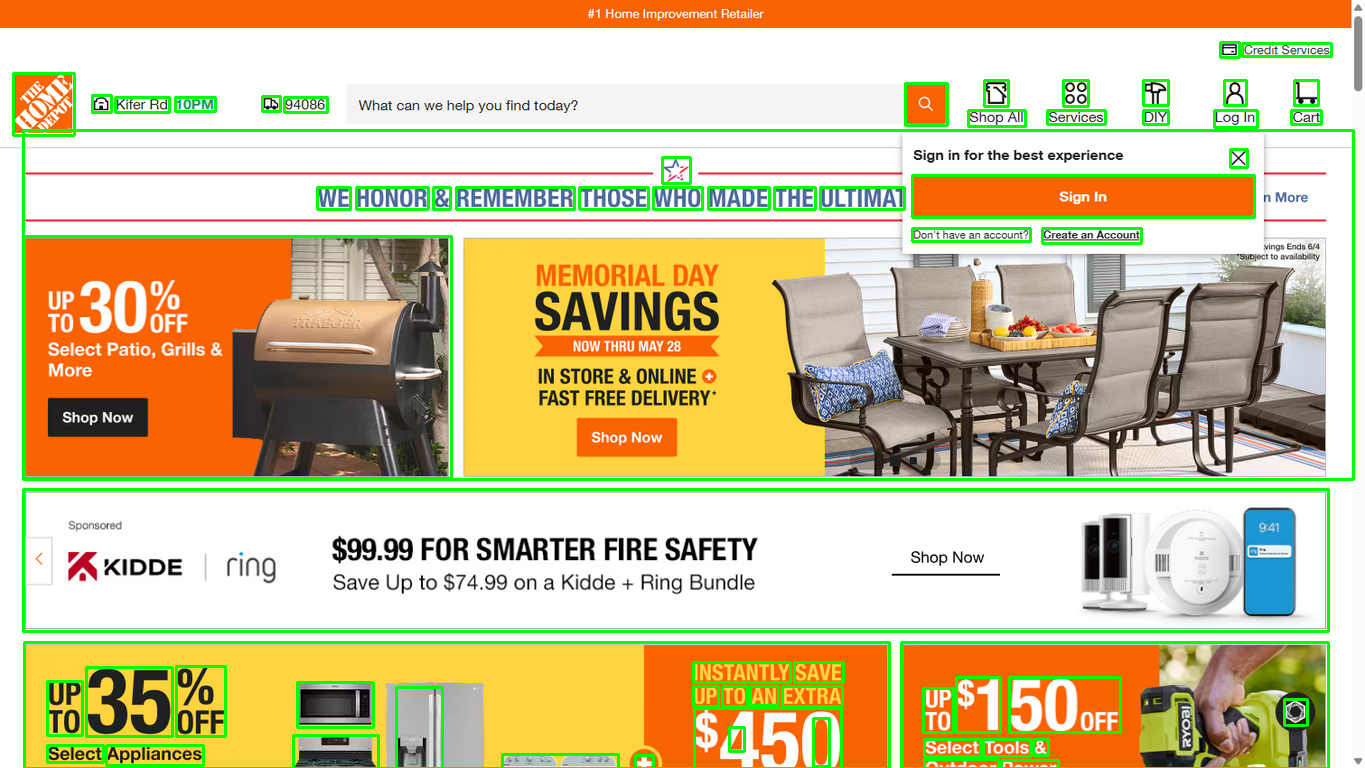 #1 Home Improvement Retailer
Credit Services
THE HOME DEPOT
Kifer Rd 10PM
94086
What can we help you find today?
Shop All
Services
DIY
Log In
Cart
Sign in for the best experience
Sign In
Don't have an account? Create an Account
WE HONOR & REMEMBER THOSE WHO MADE THE
More
UP TO 30% OFF
Select Patio, Grills &
More
Shop Now
TRAEGER
MEMORIAL DAY
SAVINGS
NOW THRU MAY 28
IN STORE & ONLINE
FAST FREE DELIVERY*
Shop Now
Ends 6/4
*Subject to availability
Sponsored
KIDDE | ring
$99.99 FOR SMARTER FIRE SAFETY
Save Up to $74.99 on a Kidde + Ring Bundle
Shop Now
9:41
UP TO 35% OFF
Select Appliances
INSTANTLY SAVE
UP TO AN EXTRA
$450
UP TO $150 OFF
Select Tools &
Outdoor Power
RYOBI